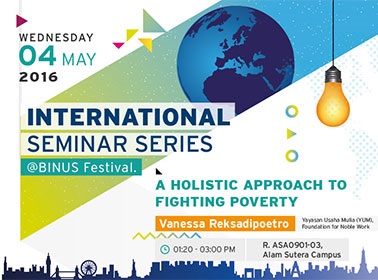 WEDNESDAY
04 MAY
2016
INTERNATIONAL
SEMINAR SERIES
@BINUS Festival.
A HOLISTIC APPROACH TO
FIGHTING POVERTY
Vanessa Reksadipoetro
Yayasan Usaha Mulia (YUM),
Foundation for Noble Work
01:20 - 03:00 PM
R. ASA0901-03,
Alam Sutera Campus